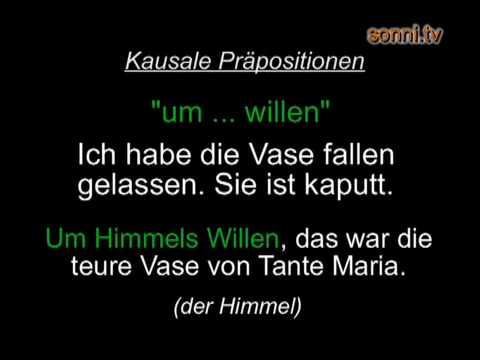 sonni.tv
Kausale Präpositionen
"um ... willen"
Ich habe die Vase fallen
gelassen. Sie ist kaputt.
Um Himmels Willen, das war die
teure Vase von Tante Maria.
(der Himmel)